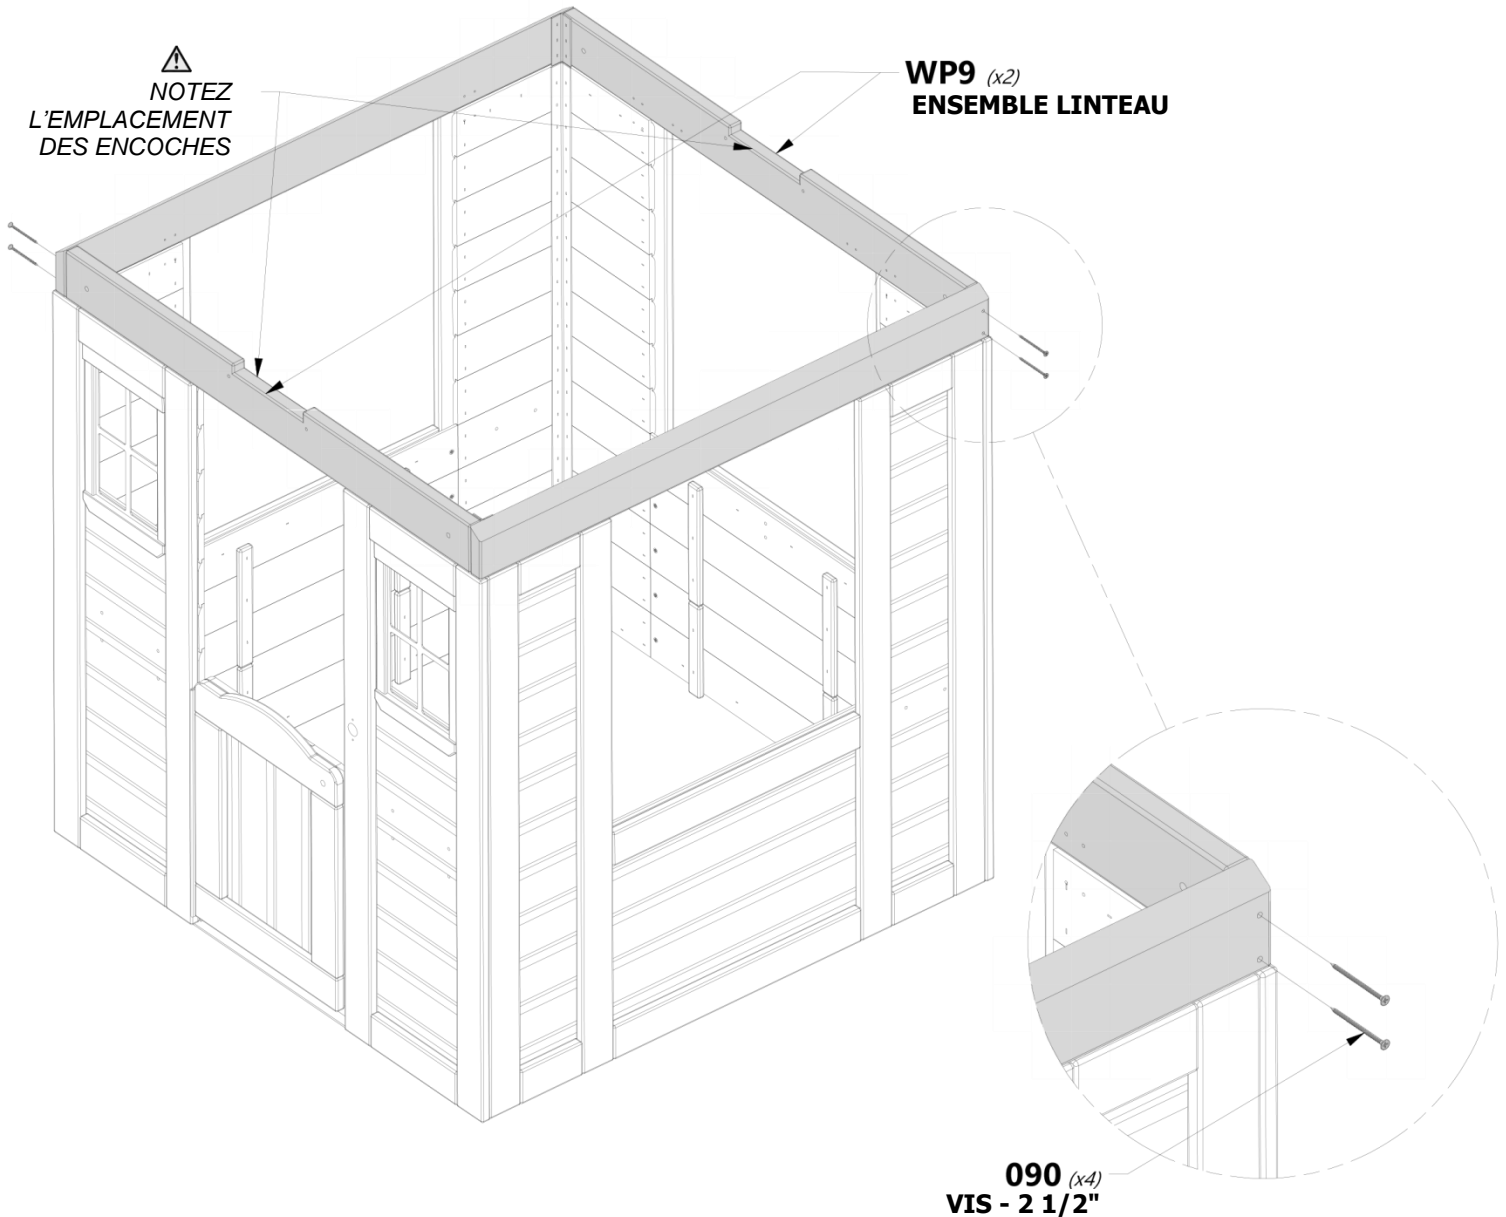 NOTEZ
L'EMPLACEMENT
DES ENCOCHES
WP9 (x2)
ENSEMBLE LINTEAU
090 (x4)
VIS - 2 1/2"